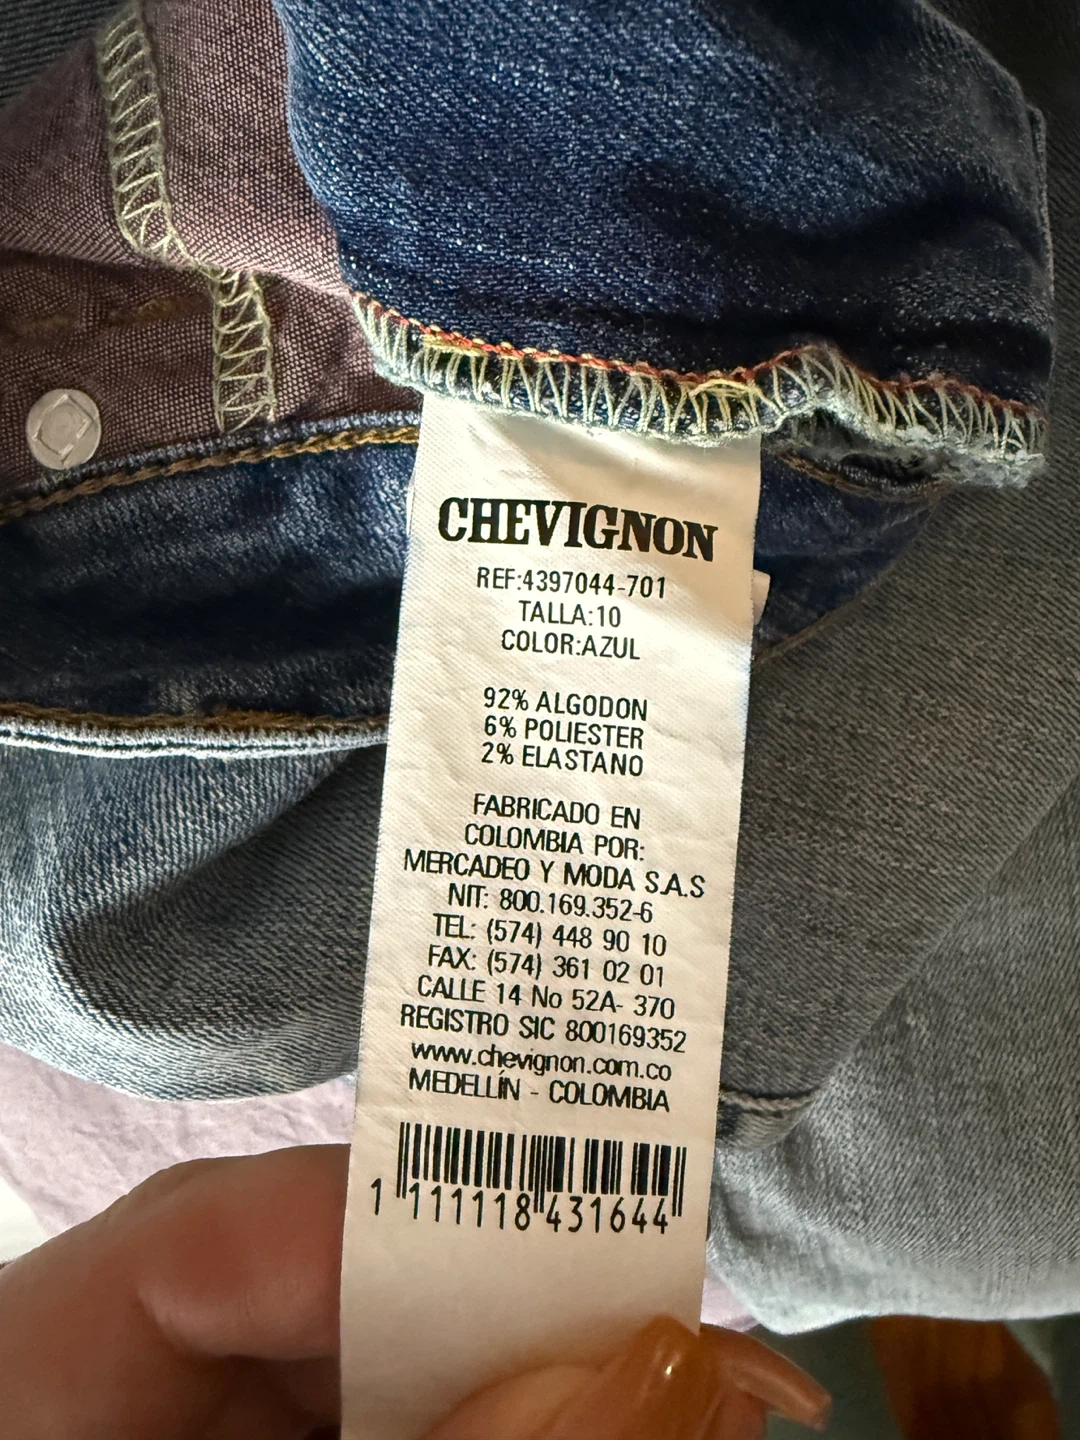 CHEVIGNON
REF:4397044-701
TALLA:10
COLOR:AZUL
92% ALGODON
6% POLIESTER
2% ELASTANO
FABRICADO EN
COLOMBIA POR:
MERCADEO Y MODA S.A.S
NIT: 800.169.352-6
TEL: (574) 448 90 10
FAX: (574) 361 02 01
CALLE 14 No 52A- 370
REGISTRO SIC 800169352
www.chevignon.com.co
MEDELLÍN - COLOMBIA
1 111118 431644